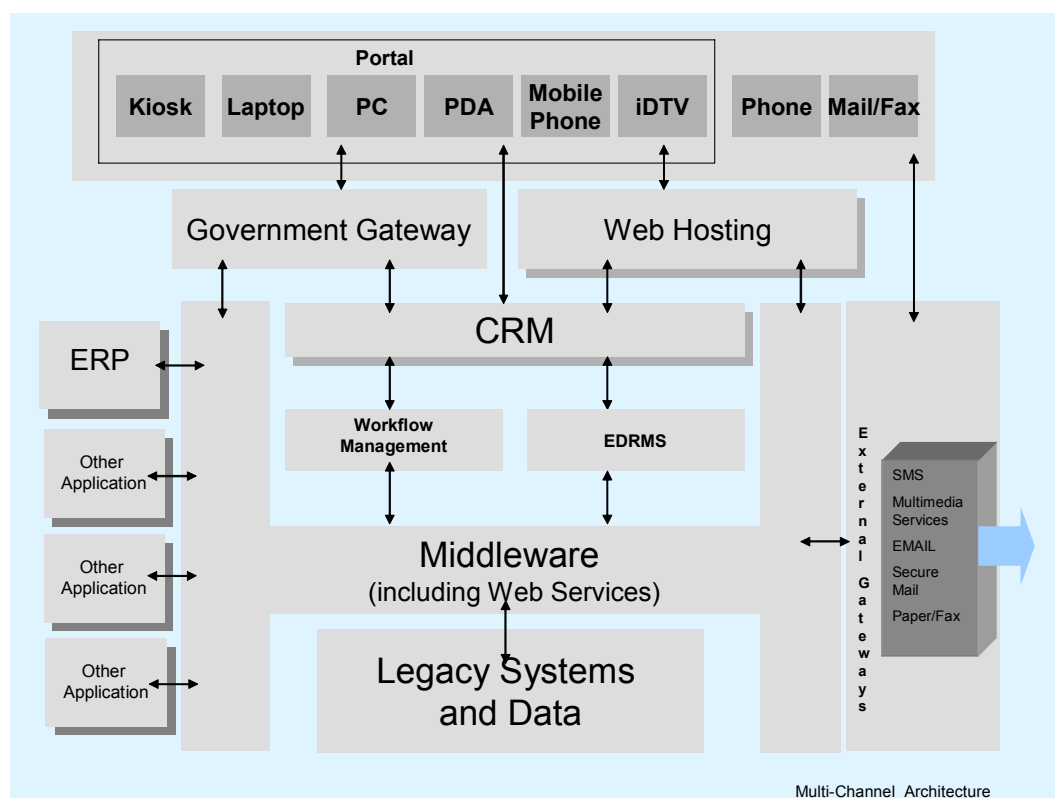 Portal
Kiosk
Laptop
PC
PDA
Mobile
Phone
iDTV
Phone
Mail/Fax
Government Gateway
Web Hosting
CRM
ERP
Workflow
Management
EDRMS
Other
Application
Other
Application
Other
Application
Middleware
(including Web Services)
Legacy Systems
and Data
External Gateways
SMS
Multimedia
Services
EMAIL
Secure
Mail
Paper/Fax
Multi-Channel Architecture